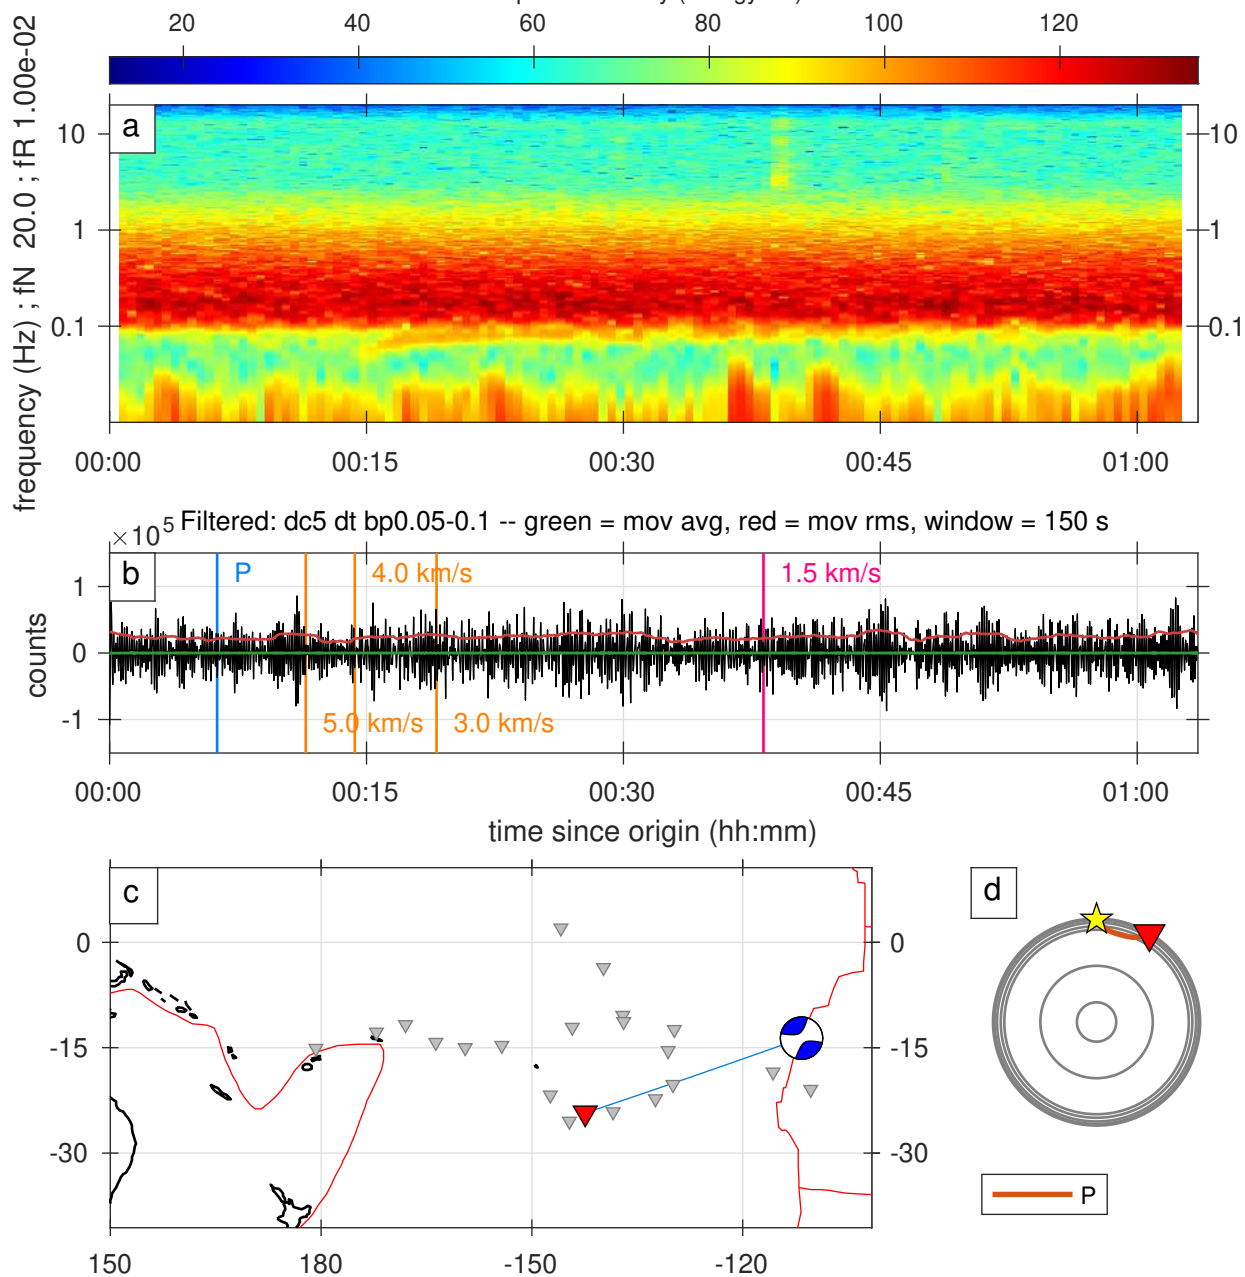 20 40 60 80 100 120
a
10 1 0.1
10 1 0.1
frequency (Hz) ; fN 20.0 ; fR 1.00e-02
00:00 00:15 00:30 00:45 01:00
×10 5 Filtered: dc5 dt bp0.05-0.1 -- green = mov avg, red = mov rms, window = 150 s
b
P 4.0 km/s 1.5 km/s
5.0 km/s 3.0 km/s
1 0 -1
counts
00:00 00:15 00:30 00:45 01:00
time since origin (hh:mm)
c
0 -15 -30
0 -15 -30
150 180 -150 -120
d
P